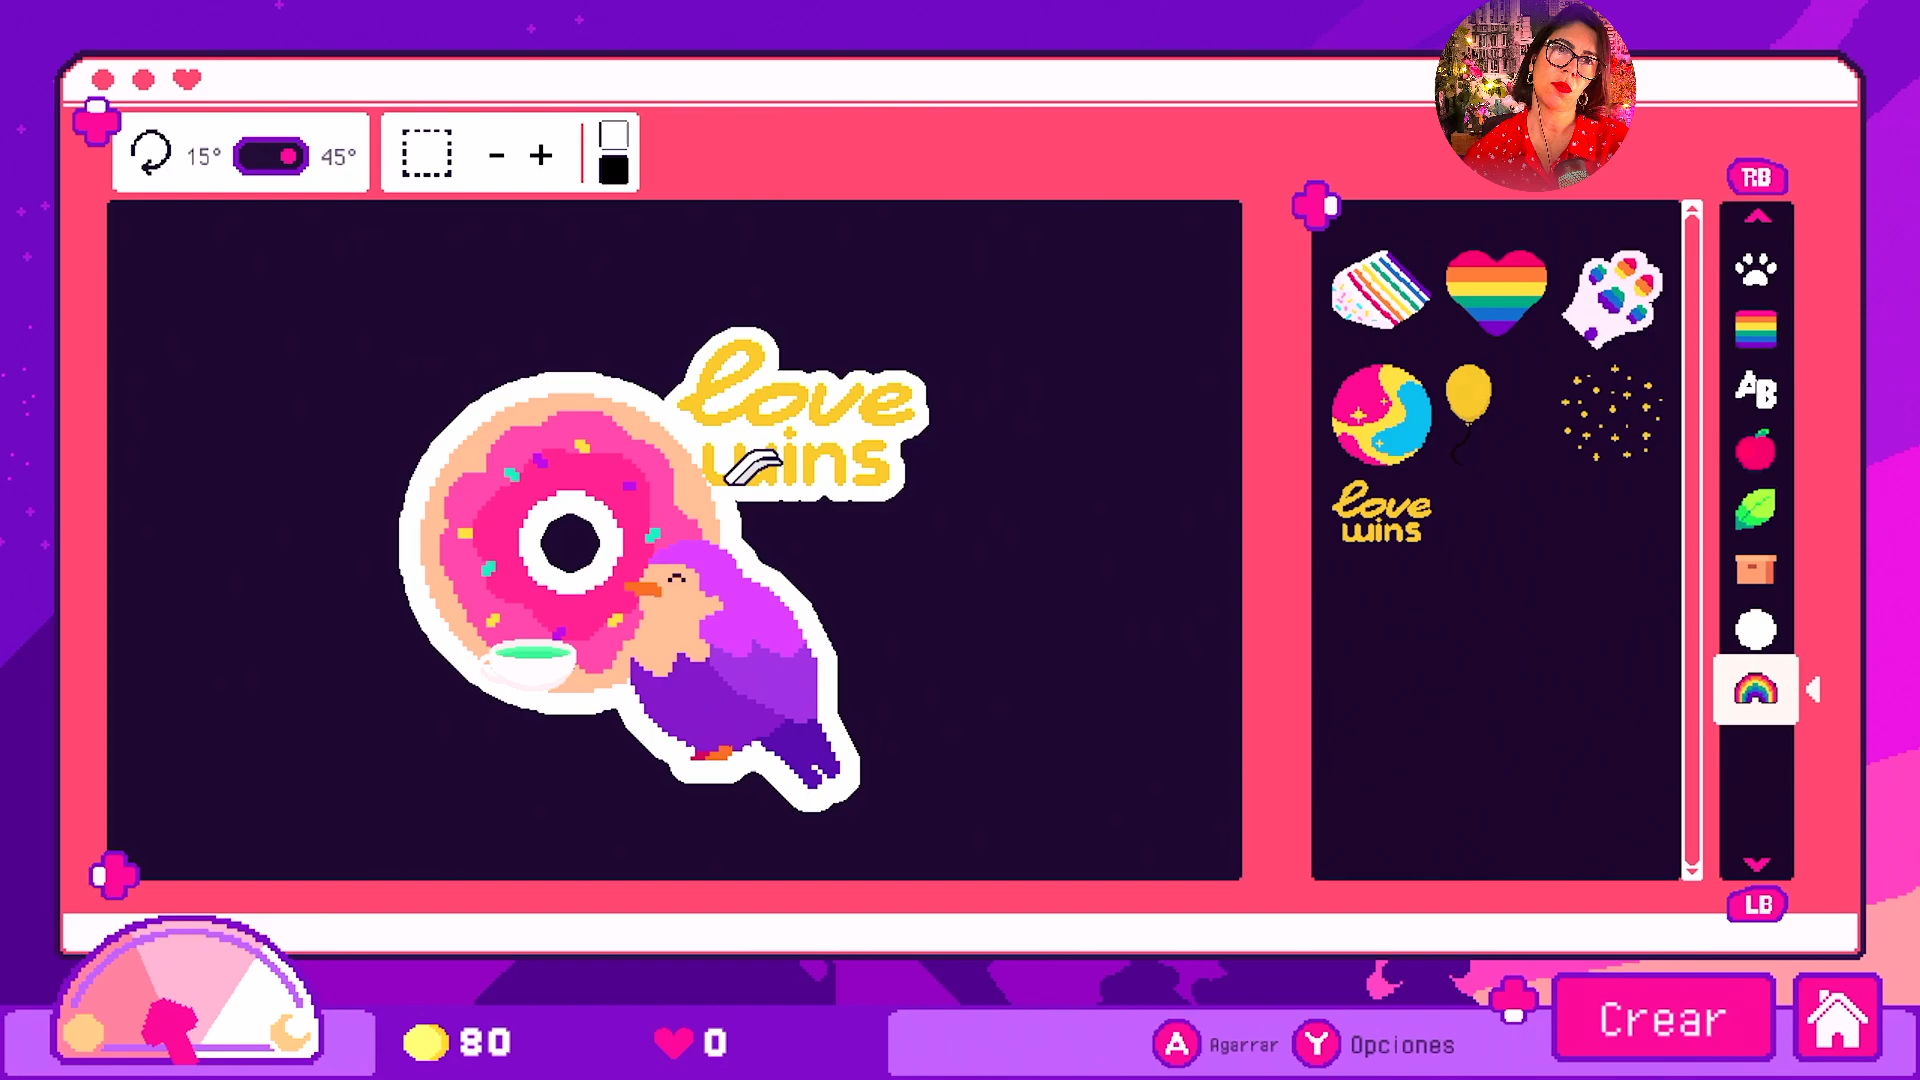 RB
15° 45° - +
love
wins
love
wins
LB
80 0 A Agarrar Y Opciones Crear